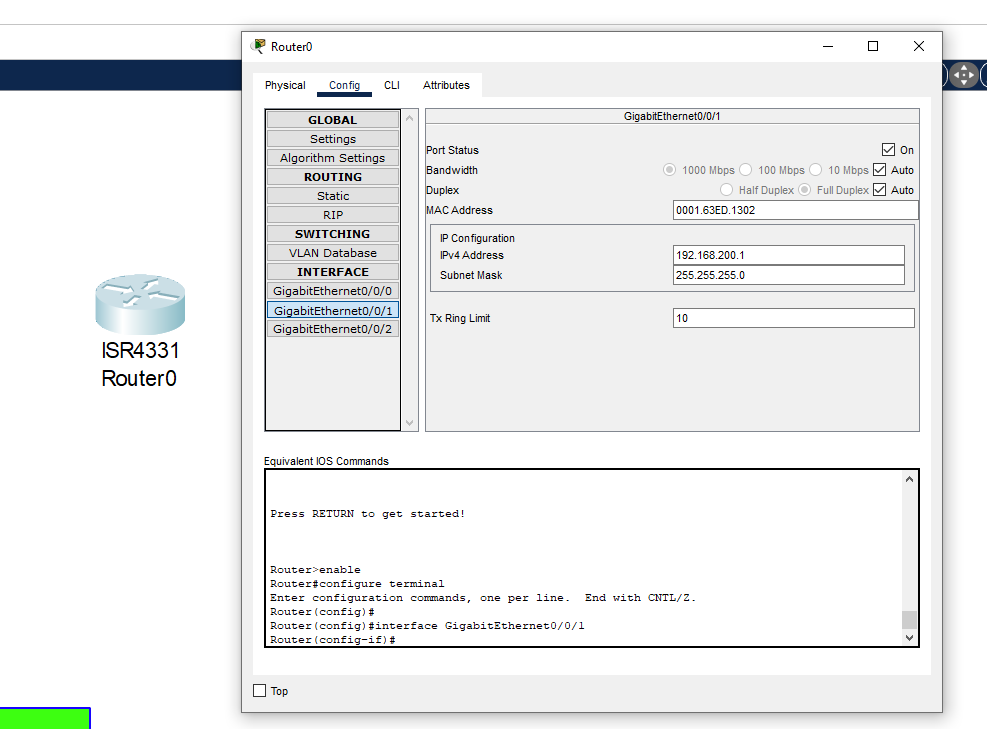 Router0
Physical Config CLI Attributes
GLOBAL
Settings
Algorithm Settings
ROUTING
Static
RIP
SWITCHING
VLAN Database
INTERFACE
GigabitEthernet0/0/0
GigabitEthernet0/0/1
GigabitEthernet0/0/2
GigabitEthernet0/0/1
Port Status On
Bandwidth 1000 Mbps 100 Mbps 10 Mbps Auto
Duplex Half Duplex Full Duplex Auto
MAC Address 0001.63ED.1302
IP Configuration
IPv4 Address 192.168.200.1
Subnet Mask 255.255.255.0
Tx Ring Limit 10
ISR4331
Router0
Equivalent IOS Commands
Press RETURN to get started!
Router>enable
Router#configure terminal
Enter configuration commands, one per line.  End with CNTL/Z.
Router(config)#
Router(config)#interface GigabitEthernet0/0/1
Router(config-if)#
Top